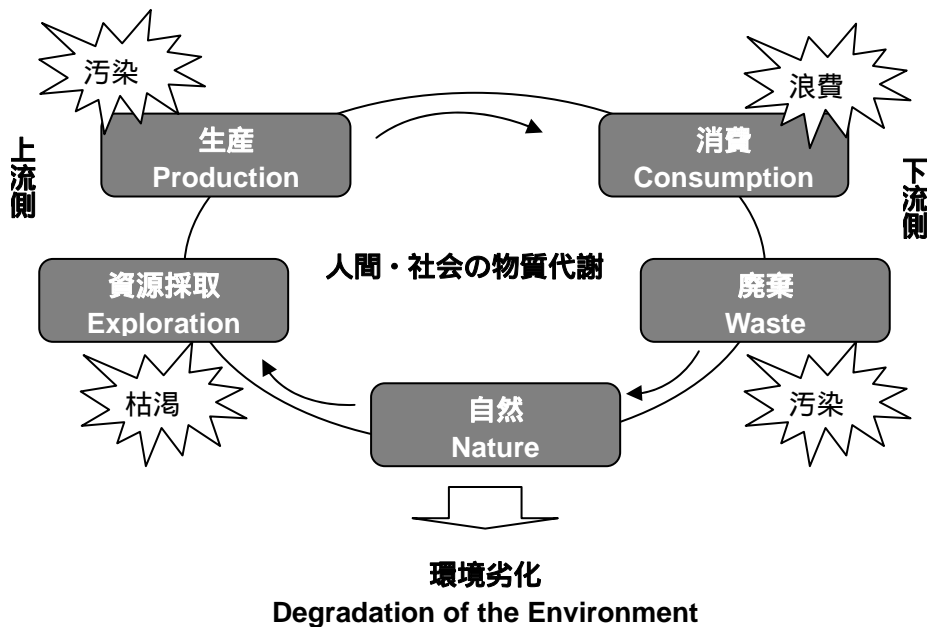 汚染
浪費
生産
Production
消費
Consumption
上流側
下流側
人間・社会の物質代謝
資源採取
Exploration
廃棄
Waste
枯渇
汚染
自然
Nature
環境劣化
Degradation of the Environment